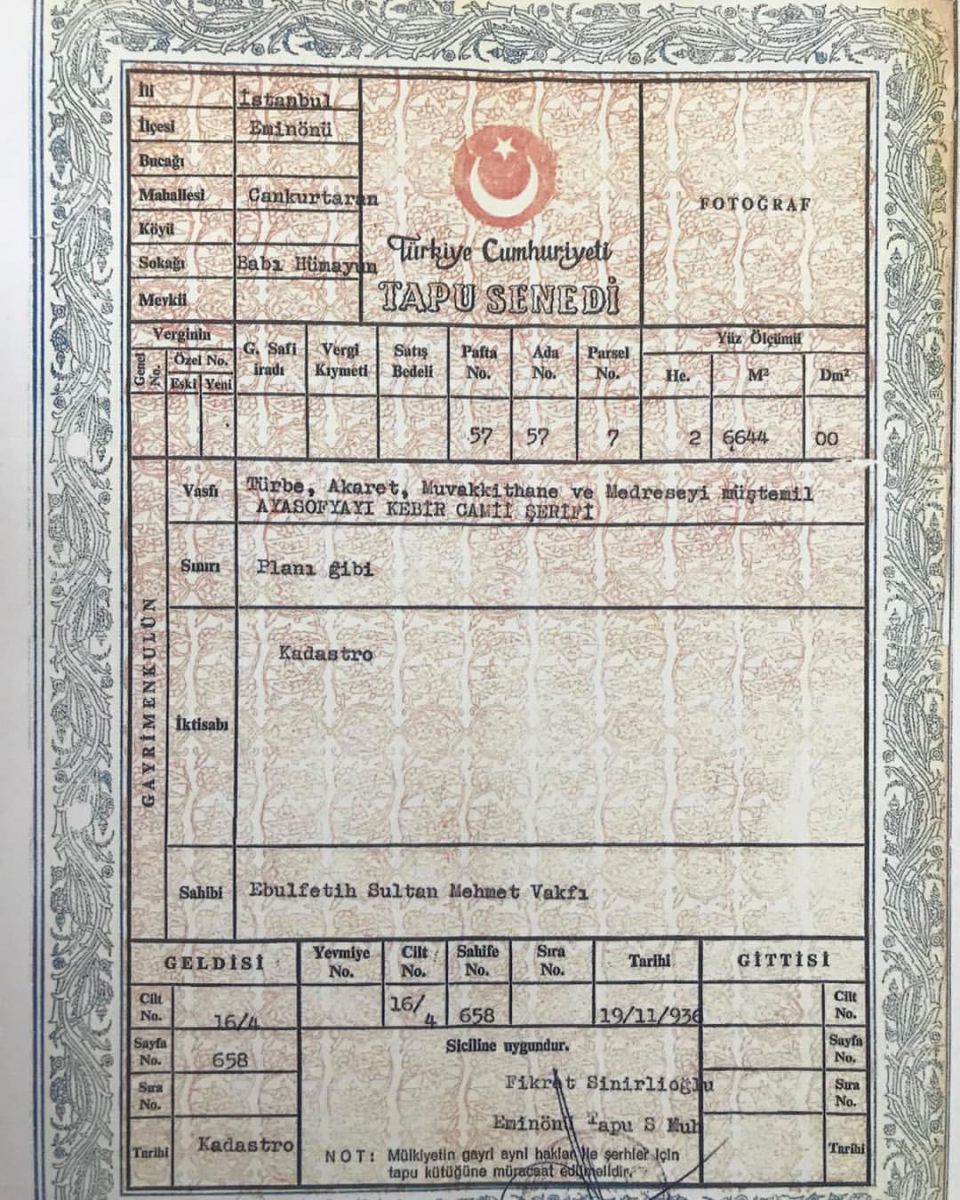 İli İstanbul
İlçesi Eminönü
Bucağı
Mahallesi Cankurtaran
Köyü
Sokağı Babı Hümayun
Mevkii
Türkiye Cumhuriyeti
TAPU SENEDİ
FOTOĞRAF
Verginin
Genel No.
Özel No.
Eski Yeni
G. Safi iradı
Vergi Kıymeti
Satış Bedeli
Pafta No.
Ada No.
Parsel No.
Yüz Ölçümü
He. M² Dm²
57 57 7 2 6644 00
GAYRİMENKULÜN
Vasfı Türbe, Akaret, Muvakkithane ve Medreseyi müştemil
AYASOFYAYI KEBİR CAMİİ ŞERİFİ
Sınırı Planı gibi
İktisabı Kadastro
Sahibi Ebulfetih Sultan Mehmet Vakfı
GELDİSİ
Yevmiye No.
Cilt No.
Sahife No.
Sıra No.
Tarihi
GİTTİSİ
Cilt No. 16/4
16/4 658 19/11/936
Cilt No.
Sayfa No. 658
Siciline uygundur.
Sayfa No.
Sıra No.
Fikret Sinirlioğlu
Sıra No.
Eminönü Tapu S Muh
Tarihi Kadastro
NOT: Mülkiyetin gayri ayni haklar ile şerhler için
tapu kütüğüne müracaat edilmelidir.
Tarihi